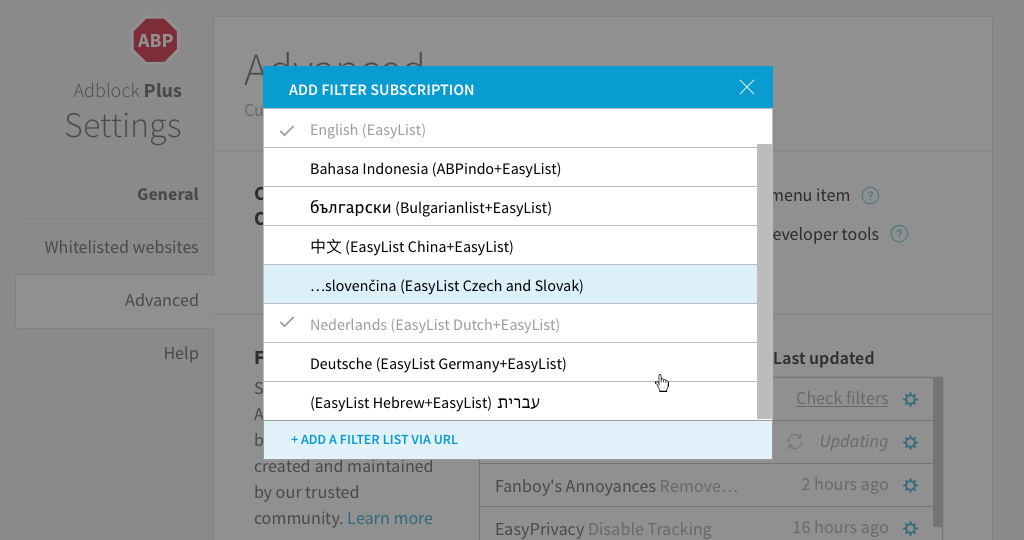 ABP
Adblock Plus
Settings
General
Whitelisted websites
Advanced
Help
Advanced
Cu
ADD FILTER SUBSCRIPTION
English (EasyList)
Bahasa Indonesia (ABPindo+EasyList)
български (Bulgarianlist+EasyList)
中文 (EasyList China+EasyList)
…slovenčina (EasyList Czech and Slovak)
Nederlands (EasyList Dutch+EasyList)
Deutsche (EasyList Germany+EasyList)
(EasyList Hebrew+EasyList) עברית
+ ADD A FILTER LIST VIA URL
menu item ?
eveloper tools ?
Last updated
Check filters
Updating
created and maintained
by our trusted
community. Learn more
Fanboy's Annoyances Remove… 2 hours ago
EasyPrivacy Disable Tracking 16 hours ago